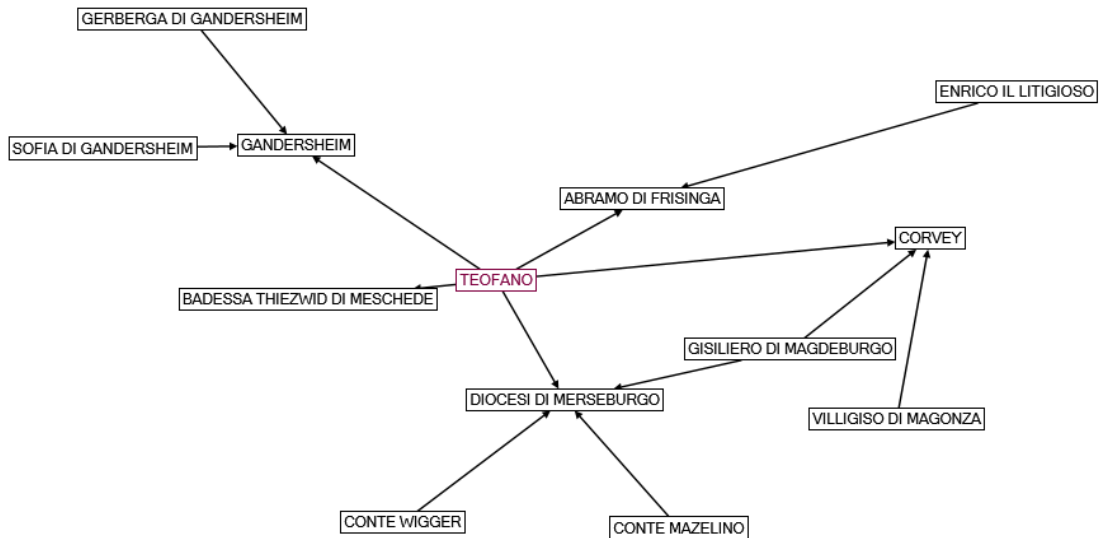 GERBERGA DI GANDERSHEIM
ENRICO IL LITIGIOSO
SOFIA DI GANDERSHEIM
GANDERSHEIM
ABRAMO DI FRISINGA
CORVEY
TEOFANO
BADESSA THIEZWID DI MESCHEDE
GISILIERO DI MAGDEBURGO
DIOCESI DI MERSEBURGO
VILLIGISO DI MAGONZA
CONTE WIGGER
CONTE MAZELINO